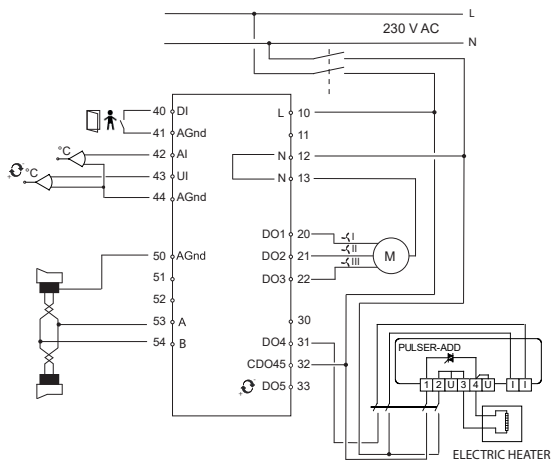 L
230 V AC
N
40 DI
L 10
41 AGnd
11
°C
42 AI
N 12
°C
43 UI
N 13
44 AGnd
DO1 20
I
II
50 AGnd
DO2 21
M
III
51
DO3 22
52
53 A
30
54 B
DO4 31
PULSER-ADD
CDO45 32
1 2 U 3 4 U I I
DO5 33
ELECTRIC HEATER